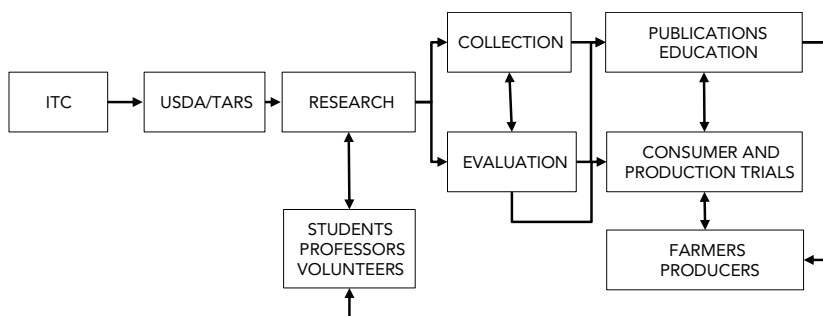 ITC
USDA/TARS
RESEARCH
COLLECTION
EVALUATION
PUBLICATIONS
EDUCATION
CONSUMER AND
PRODUCTION TRIALS
STUDENTS
PROFESSORS
VOLUNTEERS
FARMERS
PRODUCERS